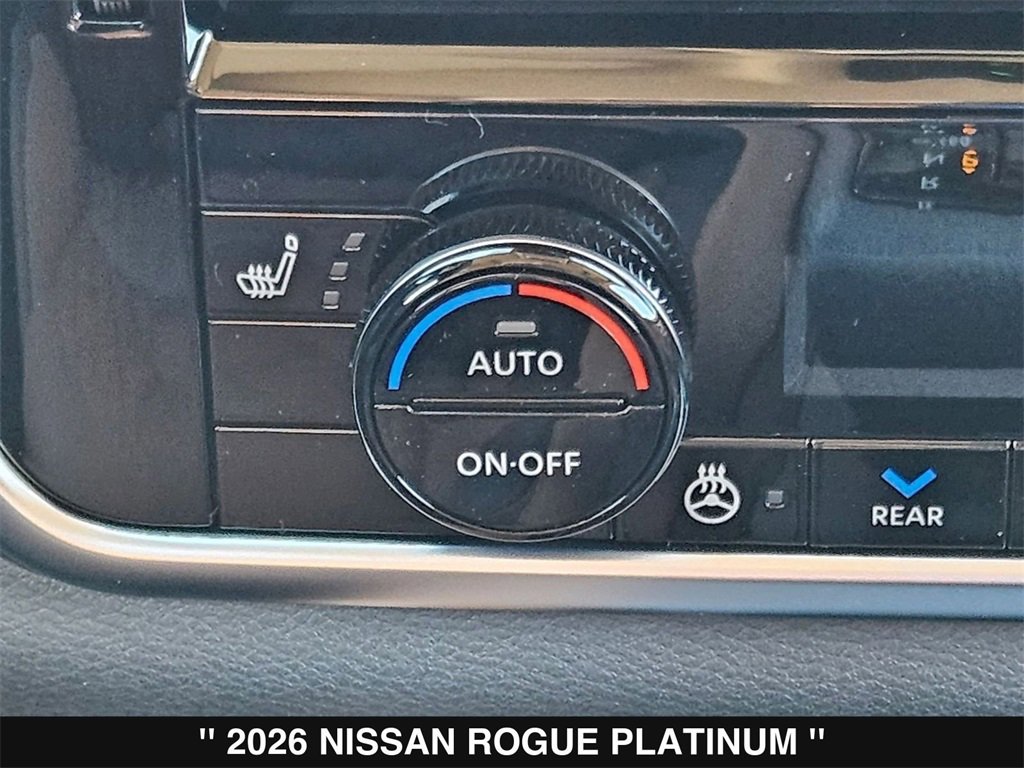 AUTO
ON·OFF
REAR
" 2026 NISSAN ROGUE PLATINUM "